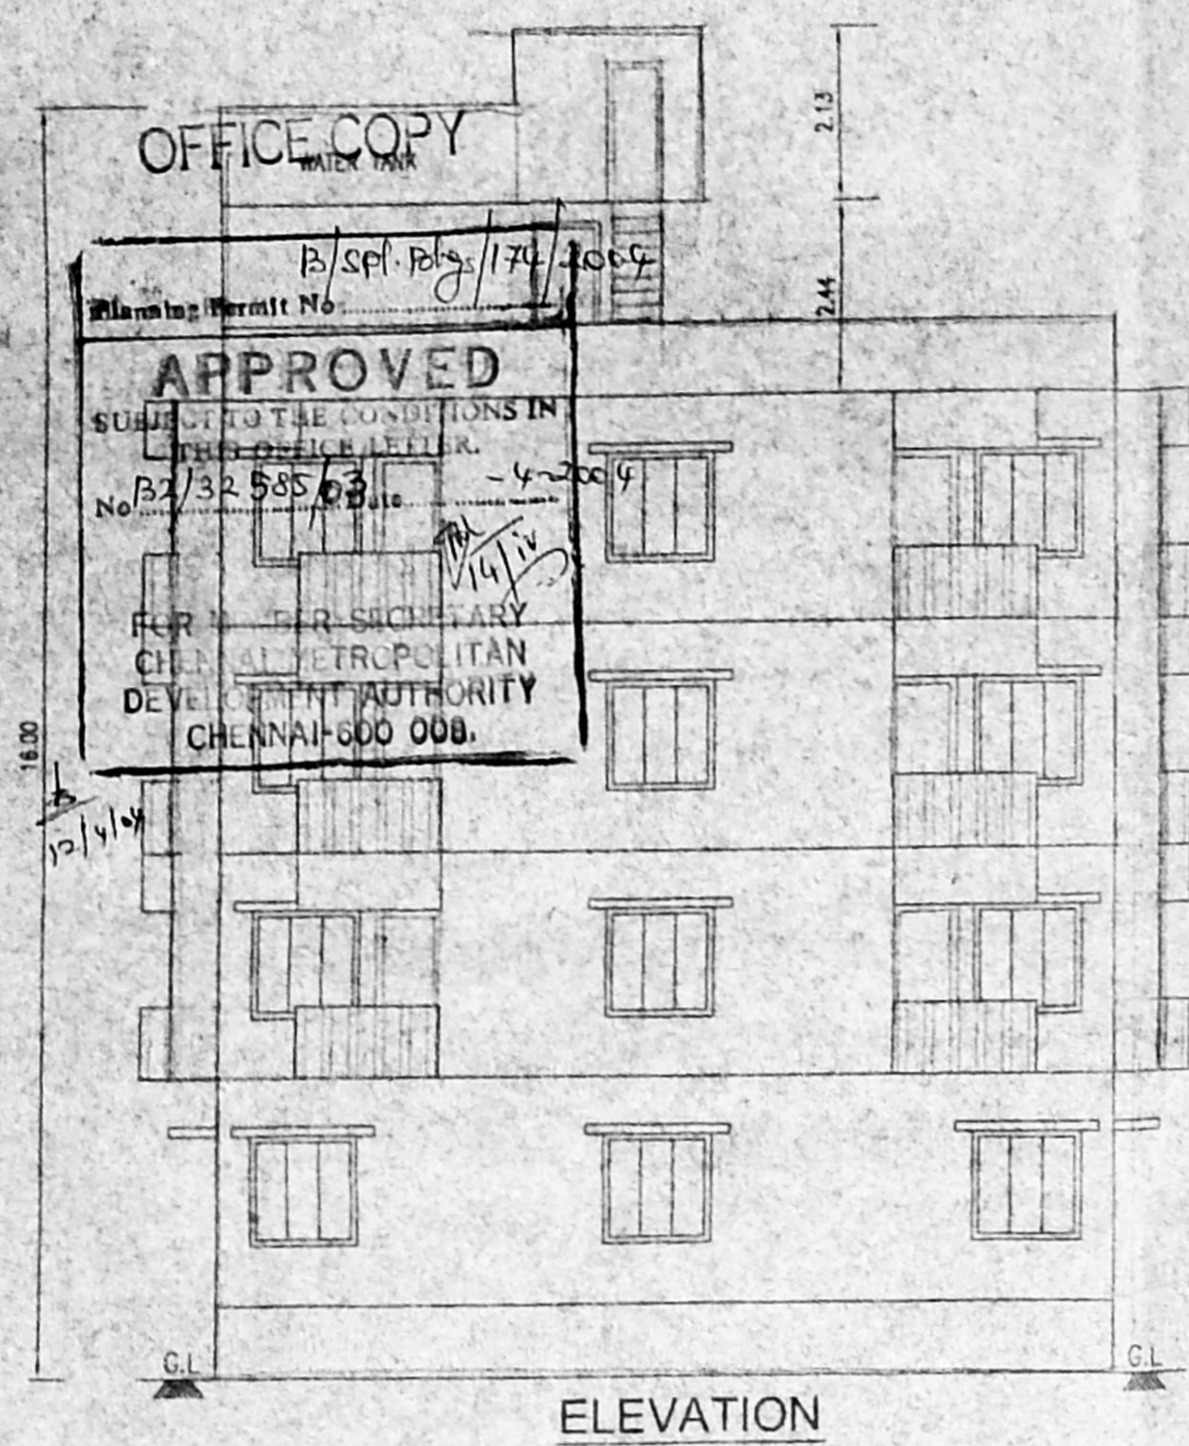 OFFICE COPY
WATER TANK
2.13
2.44
B/Spl. Bldgs/174/2004
Planning Permit No
APPROVED
SUBJECT TO THE CONDITIONS IN
THIS OFFICE LETTER.
No B2/32585/03 Date -4-2004
14/iv
FOR MEMBER-SECRETARY
CHENNAI METROPOLITAN
DEVELOPMENT AUTHORITY
CHENNAI-600 008.
16.00
12/4/04
G.L
G.L
ELEVATION